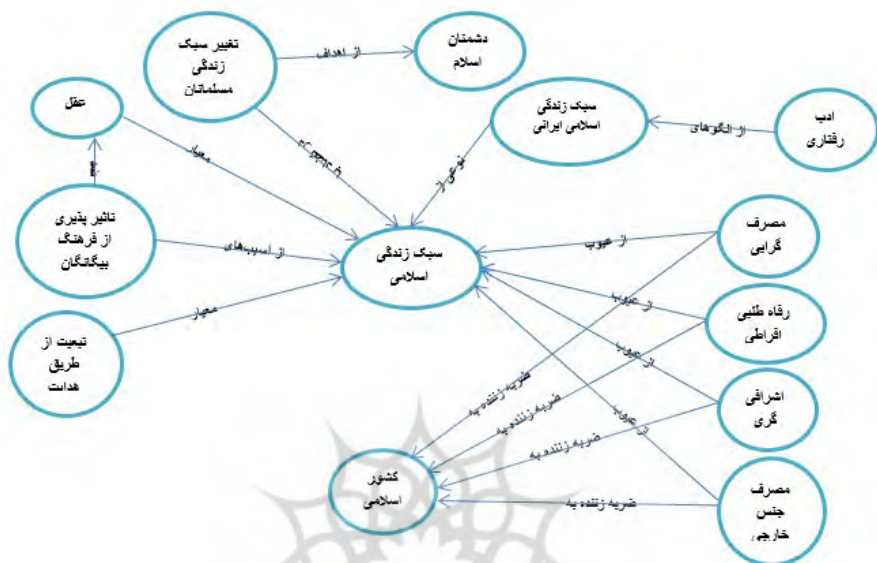 تغییر سبک
زندگی
مسلمانان
از اهداف
دشمنان
اسلام
عقل
معیار
سبک زندگی
اسلامی ایرانی
از الگوهای
ادب
رفتاری
نوعی از
تاثیر پذیری
از فرهنگ
بیگانگان
از آسیب‌های
سبک زندگی
اسلامی
از عیوب
مصرف
گرایی
تبعیت از
طریق
هدایت
معیار
از عیوب
رفاه طلبی
افراطی
از عیوب
اشرافی
گری
از عیوب
مصرف
جنس
خارجی
ضربه زننده به
ضربه زننده به
ضربه زننده به
ضربه زننده به
کشور
اسلامی